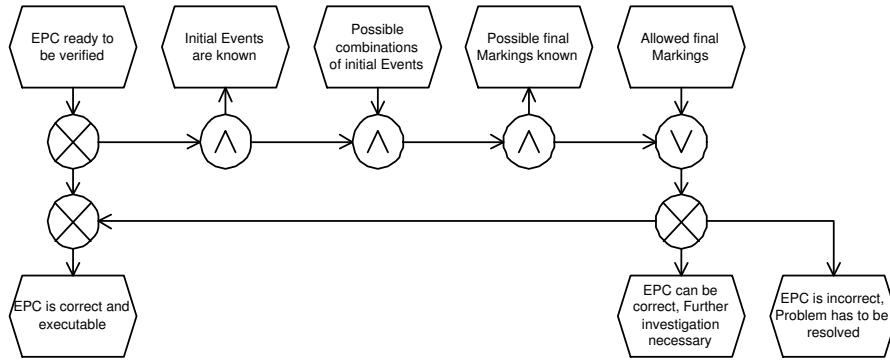 EPC ready to
be verified
Initial Events
are known
Possible
combinations
of initial Events
Possible final
Markings known
Allowed final
Markings
EPC is correct and
executable
EPC can be
correct, Further
investigation
necessary
EPC is incorrect,
Problem has to be
resolved